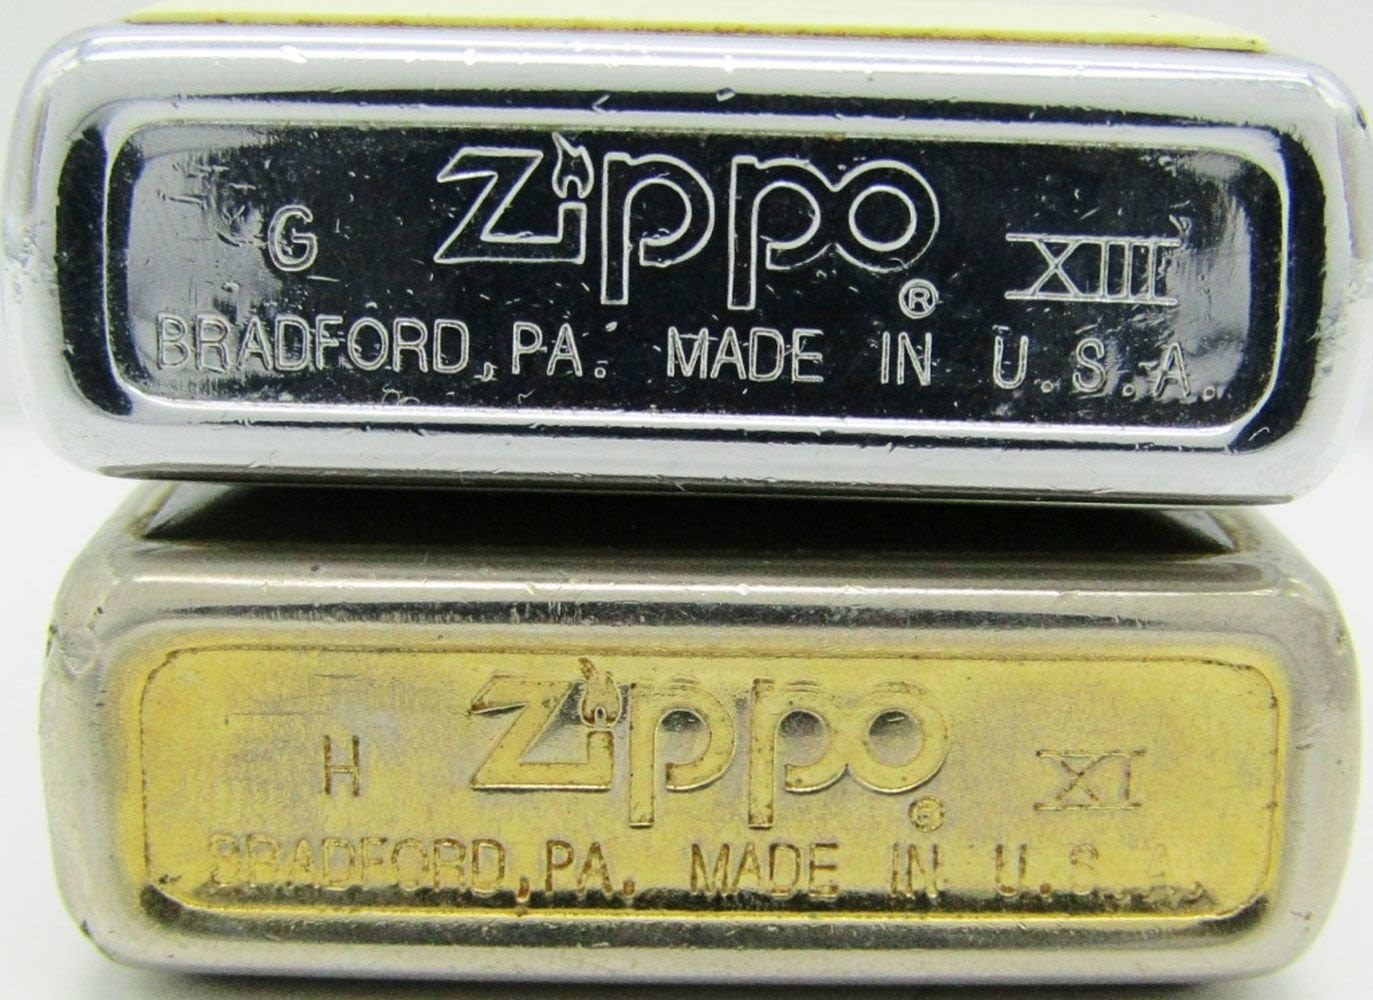 G Zippo® XIII
BRADFORD, PA. MADE IN U.S.A.
H Zippo® XI
BRADFORD, PA. MADE IN U.S.A.